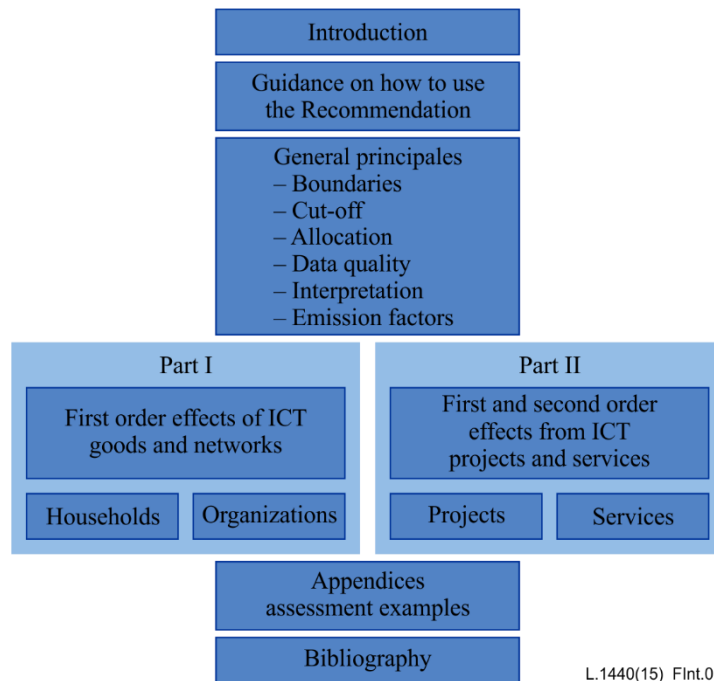 Introduction
Guidance on how to use
the Recommendation
General principales
– Boundaries
– Cut-off
– Allocation
– Data quality
– Interpretation
– Emission factors
Part I
First order effects of ICT
goods and networks
Households
Organizations
Part II
First and second order
effects from ICT
projects and services
Projects
Services
Appendices
assessment examples
Bibliography
L.1440(15)_FInt.0